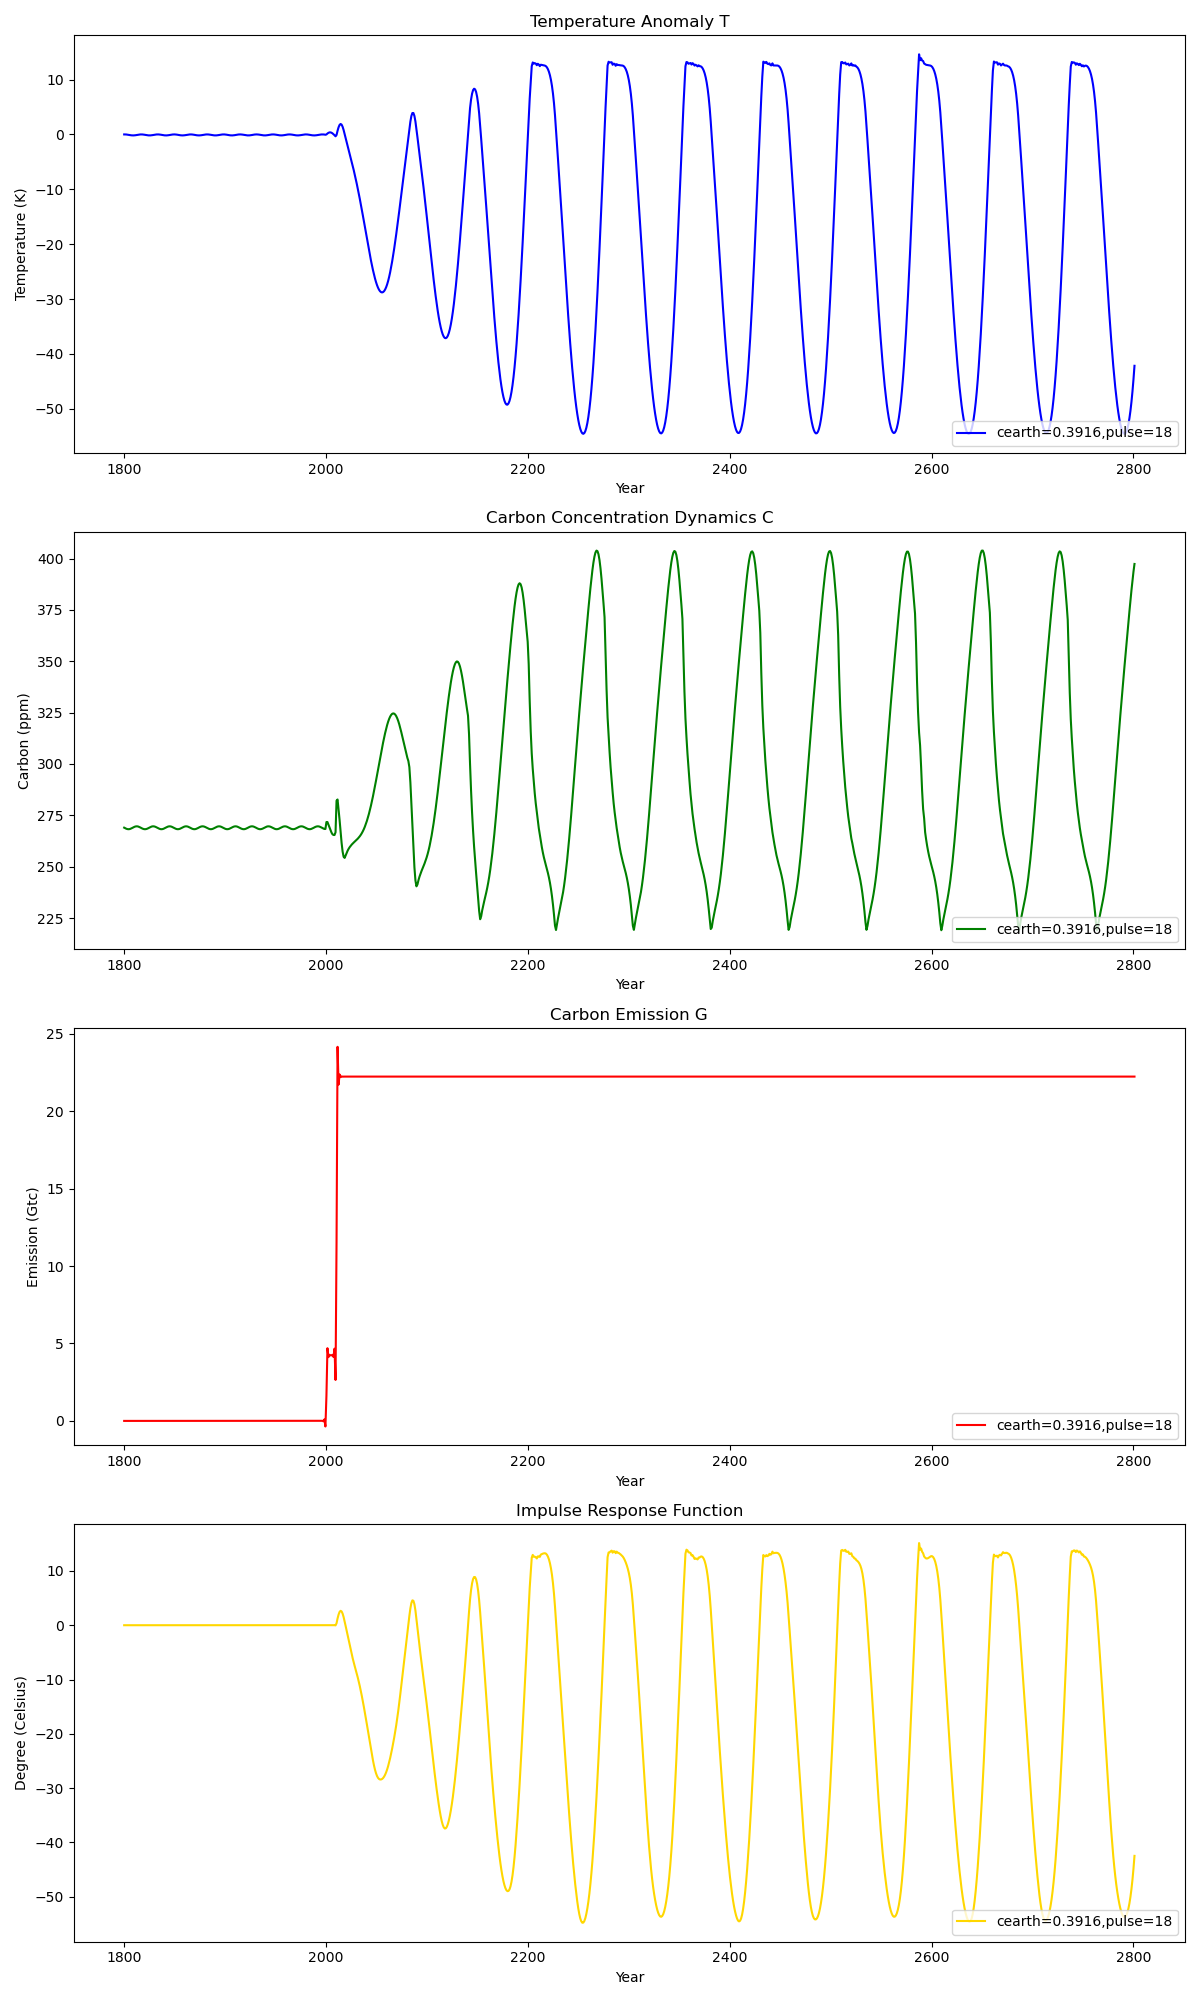 Temperature Anomaly T
Temperature (K)
10
0
−10
−20
−30
−40
−50
cearth=0.3916,pulse=18
1800 2000 2200 2400 2600 2800
Year
Carbon Concentration Dynamics C
Carbon (ppm)
400
375
350
325
300
275
250
225
cearth=0.3916,pulse=18
1800 2000 2200 2400 2600 2800
Year
Carbon Emission G
Emission (Gtc)
25
20
15
10
5
0
cearth=0.3916,pulse=18
1800 2000 2200 2400 2600 2800
Year
Impulse Response Function
Degree (Celsius)
10
0
−10
−20
−30
−40
−50
cearth=0.3916,pulse=18
1800 2000 2200 2400 2600 2800
Year